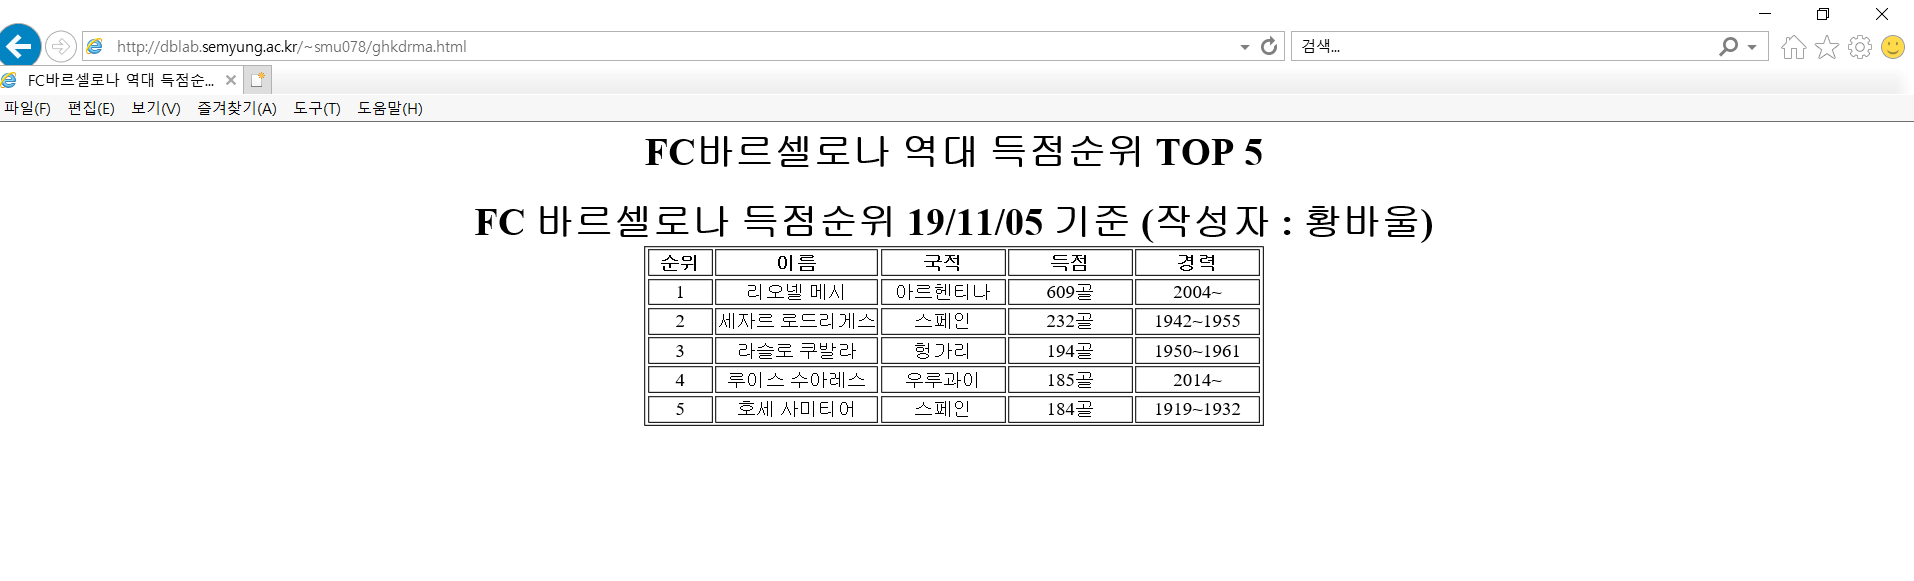 http://dblab.semyung.ac.kr/~smu078/ghkdrma.html 검색...
FC바르셀로나 역대 득점순...
파일(F) 편집(E) 보기(V) 즐겨찾기(A) 도구(T) 도움말(H)
FC바르셀로나 역대 득점순위 TOP 5
FC 바르셀로나 득점순위 19/11/05 기준 (작성자 : 황바울)
순위 이름 국적 득점 경력
1 리오넬 메시 아르헨티나 609골 2004~
2 세자르 로드리게스 스페인 232골 1942~1955
3 라슬로 쿠발라 헝가리 194골 1950~1961
4 루이스 수아레스 우루과이 185골 2014~
5 호세 사미티어 스페인 184골 1919~1932